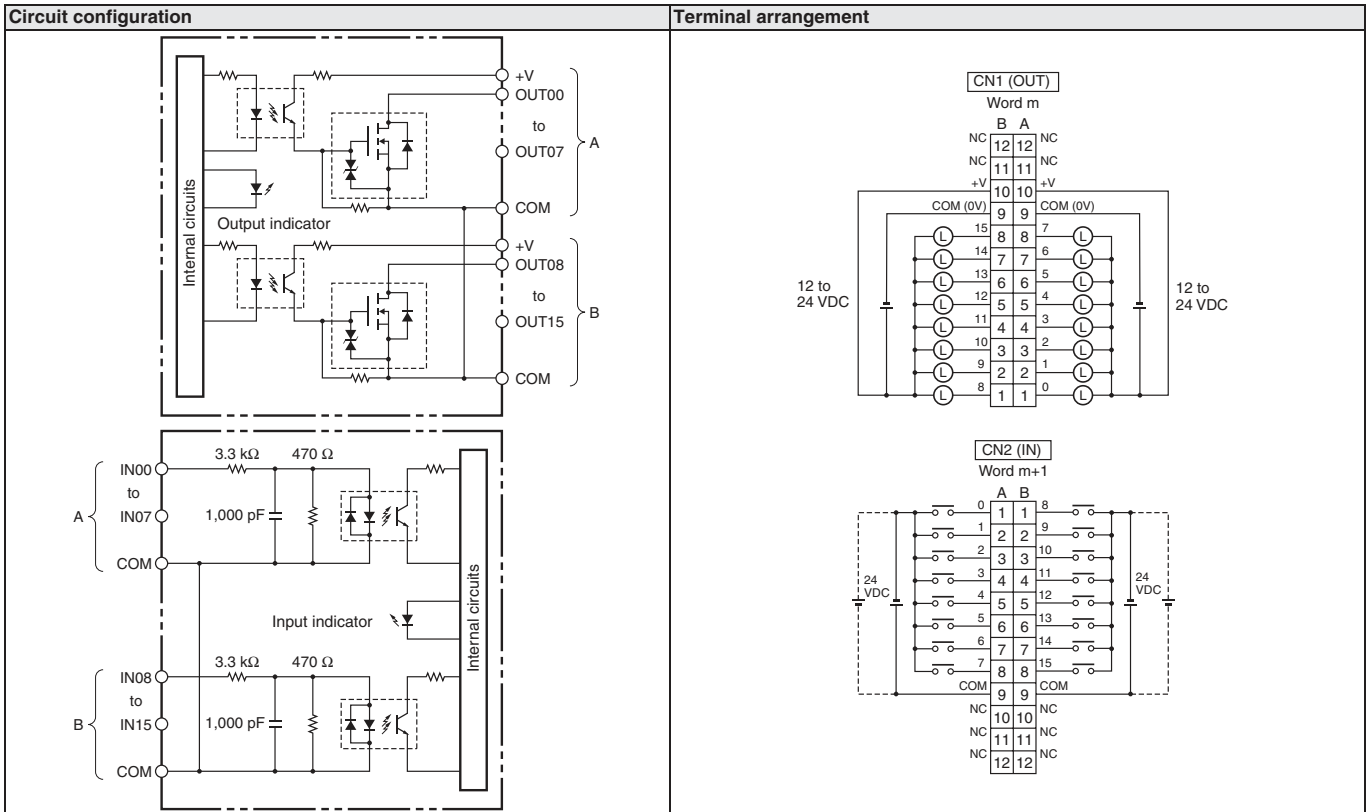 Circuit configuration
Terminal arrangement
Internal circuits
+V
OUT00
to
OUT07
A
COM
Output indicator
+V
OUT08
to
OUT15
B
COM
IN00
to
IN07
A
COM
3.3 kΩ
470 Ω
1,000 pF
Input indicator
Internal circuits
IN08
to
IN15
B
COM
3.3 kΩ
470 Ω
1,000 pF
CN1 (OUT)
Word m
B A
NC 12 12 NC
NC 11 11 NC
+V 10 10 +V
COM (0V) 9 9 COM (0V)
L 15 8 8 7 L
L 14 7 7 6 L
L 13 6 6 5 L
L 12 5 5 4 L
L 11 4 4 3 L
L 10 3 3 2 L
L 9 2 2 1 L
L 8 1 1 0 L
12 to
24 VDC
12 to
24 VDC
CN2 (IN)
Word m+1
A B
0 1 1 8
1 2 2 9
2 3 3 10
3 4 4 11
4 5 5 12
5 6 6 13
6 7 7 14
7 8 8 15
COM 9 9 COM
NC 10 10 NC
NC 11 11 NC
NC 12 12 NC
24
VDC
24
VDC